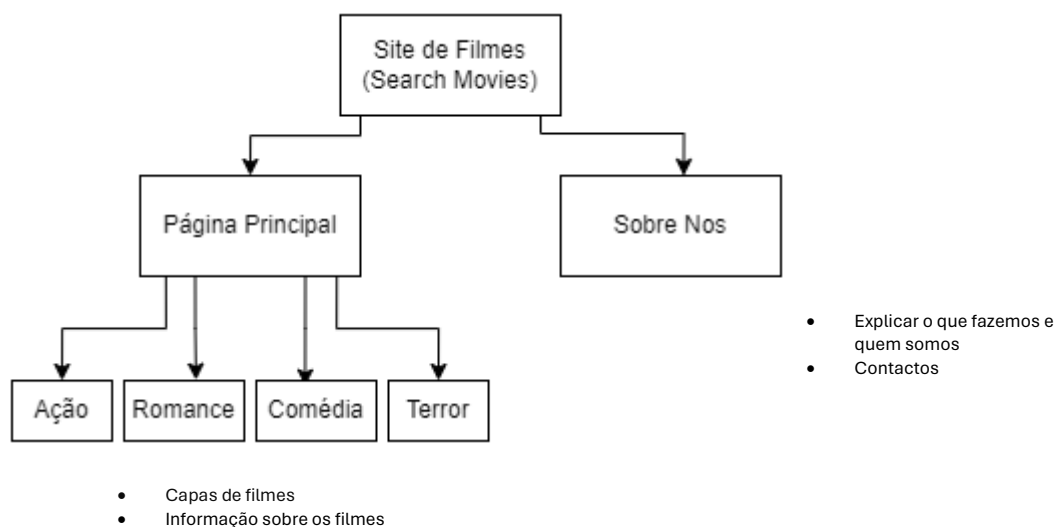 Site de Filmes
(Search Movies)
Página Principal
Sobre Nos
• Explicar o que fazemos e
quem somos
• Contactos
Ação
Romance
Comédia
Terror
• Capas de filmes
• Informação sobre os filmes